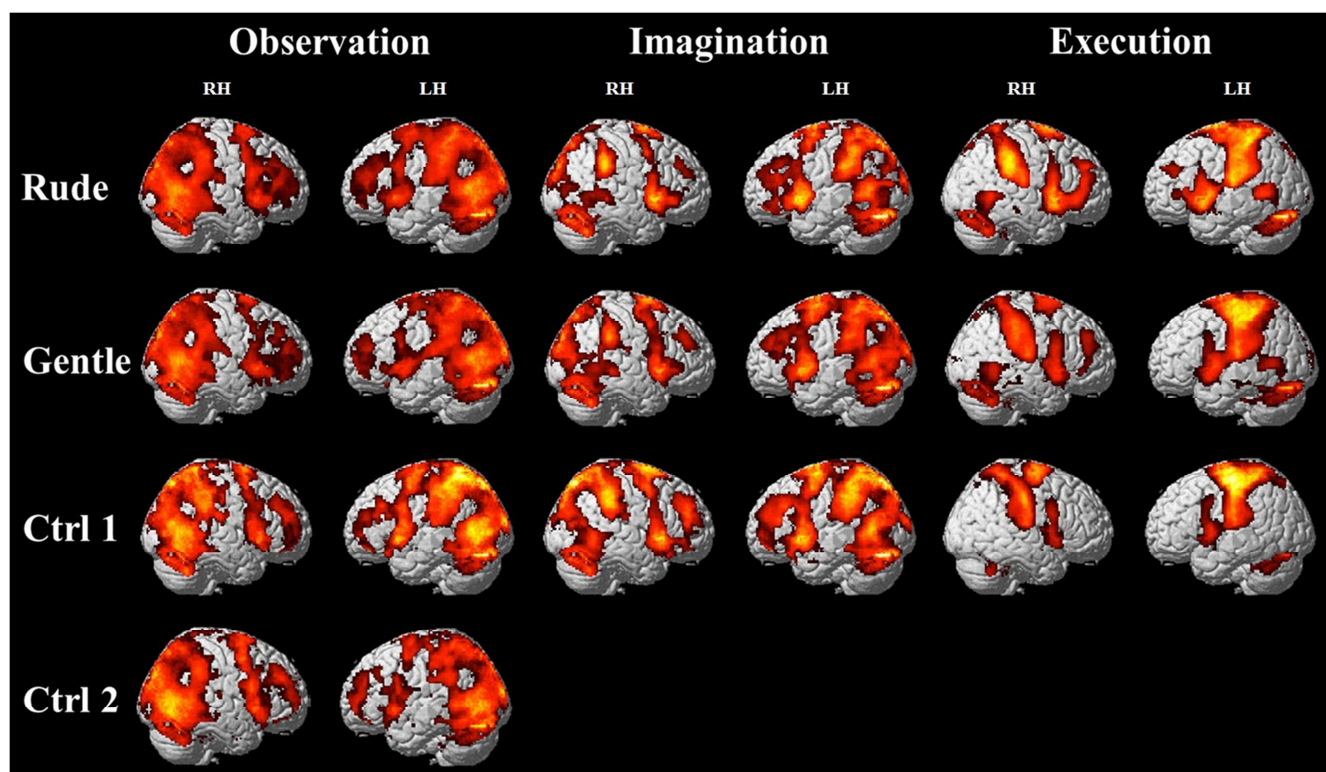 Observation Imagination Execution
RH LH RH LH RH LH
Rude
Gentle
Ctrl 1
Ctrl 2